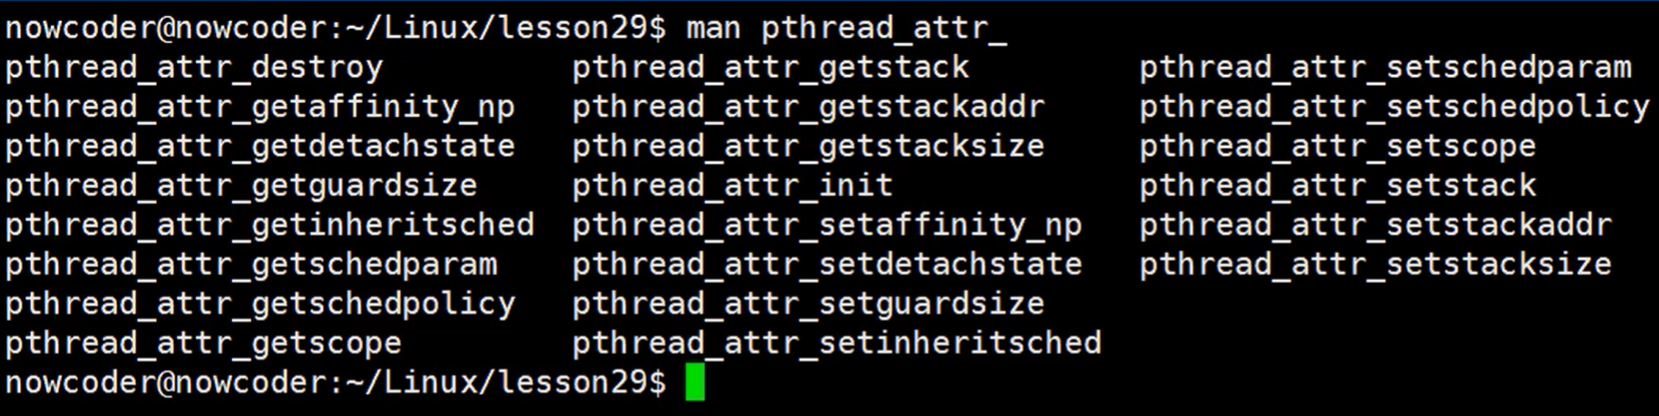 nowcoder@nowcoder:~/Linux/lesson29$ man pthread_attr_
pthread_attr_destroy pthread_attr_getstack pthread_attr_setschedparam
pthread_attr_getaffinity_np pthread_attr_getstackaddr pthread_attr_setschedpolicy
pthread_attr_getdetachstate pthread_attr_getstacksize pthread_attr_setscope
pthread_attr_getguardsize pthread_attr_init pthread_attr_setstack
pthread_attr_getinheritsched pthread_attr_setaffinity_np pthread_attr_setstackaddr
pthread_attr_getschedparam pthread_attr_setdetachstate pthread_attr_setstacksize
pthread_attr_getschedpolicy pthread_attr_setguardsize
pthread_attr_getscope pthread_attr_setinheritsched
nowcoder@nowcoder:~/Linux/lesson29$